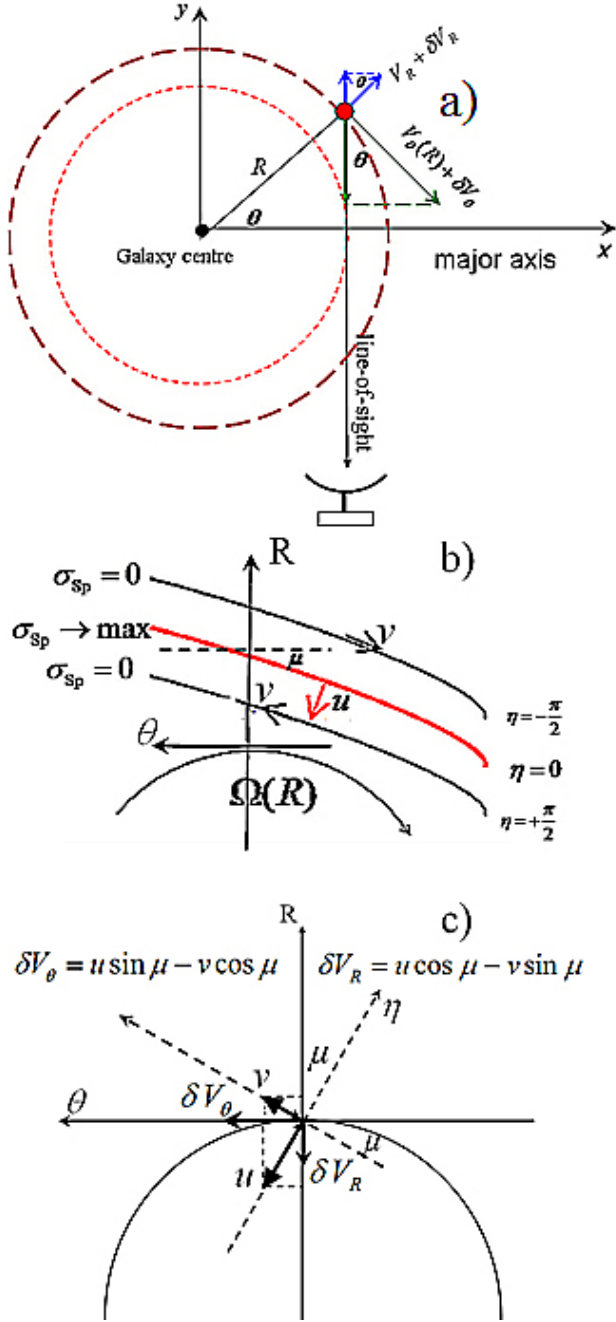 y
a)
V_R + δV_R
θ
V_θ(R) + δV_θ
θ
R
θ
Galaxy centre
major axis
x
line-of-sight
b)
R
σ_Sp = 0
σ_Sp → max
σ_Sp = 0
μ
v
v
u
η = -π/2
η = 0
η = +π/2
θ
Ω(R)
c)
R
δV_θ = u sin μ − v cos μ
δV_R = u cos μ − v sin μ
η
μ
v
θ
δV_θ
μ
u
δV_R